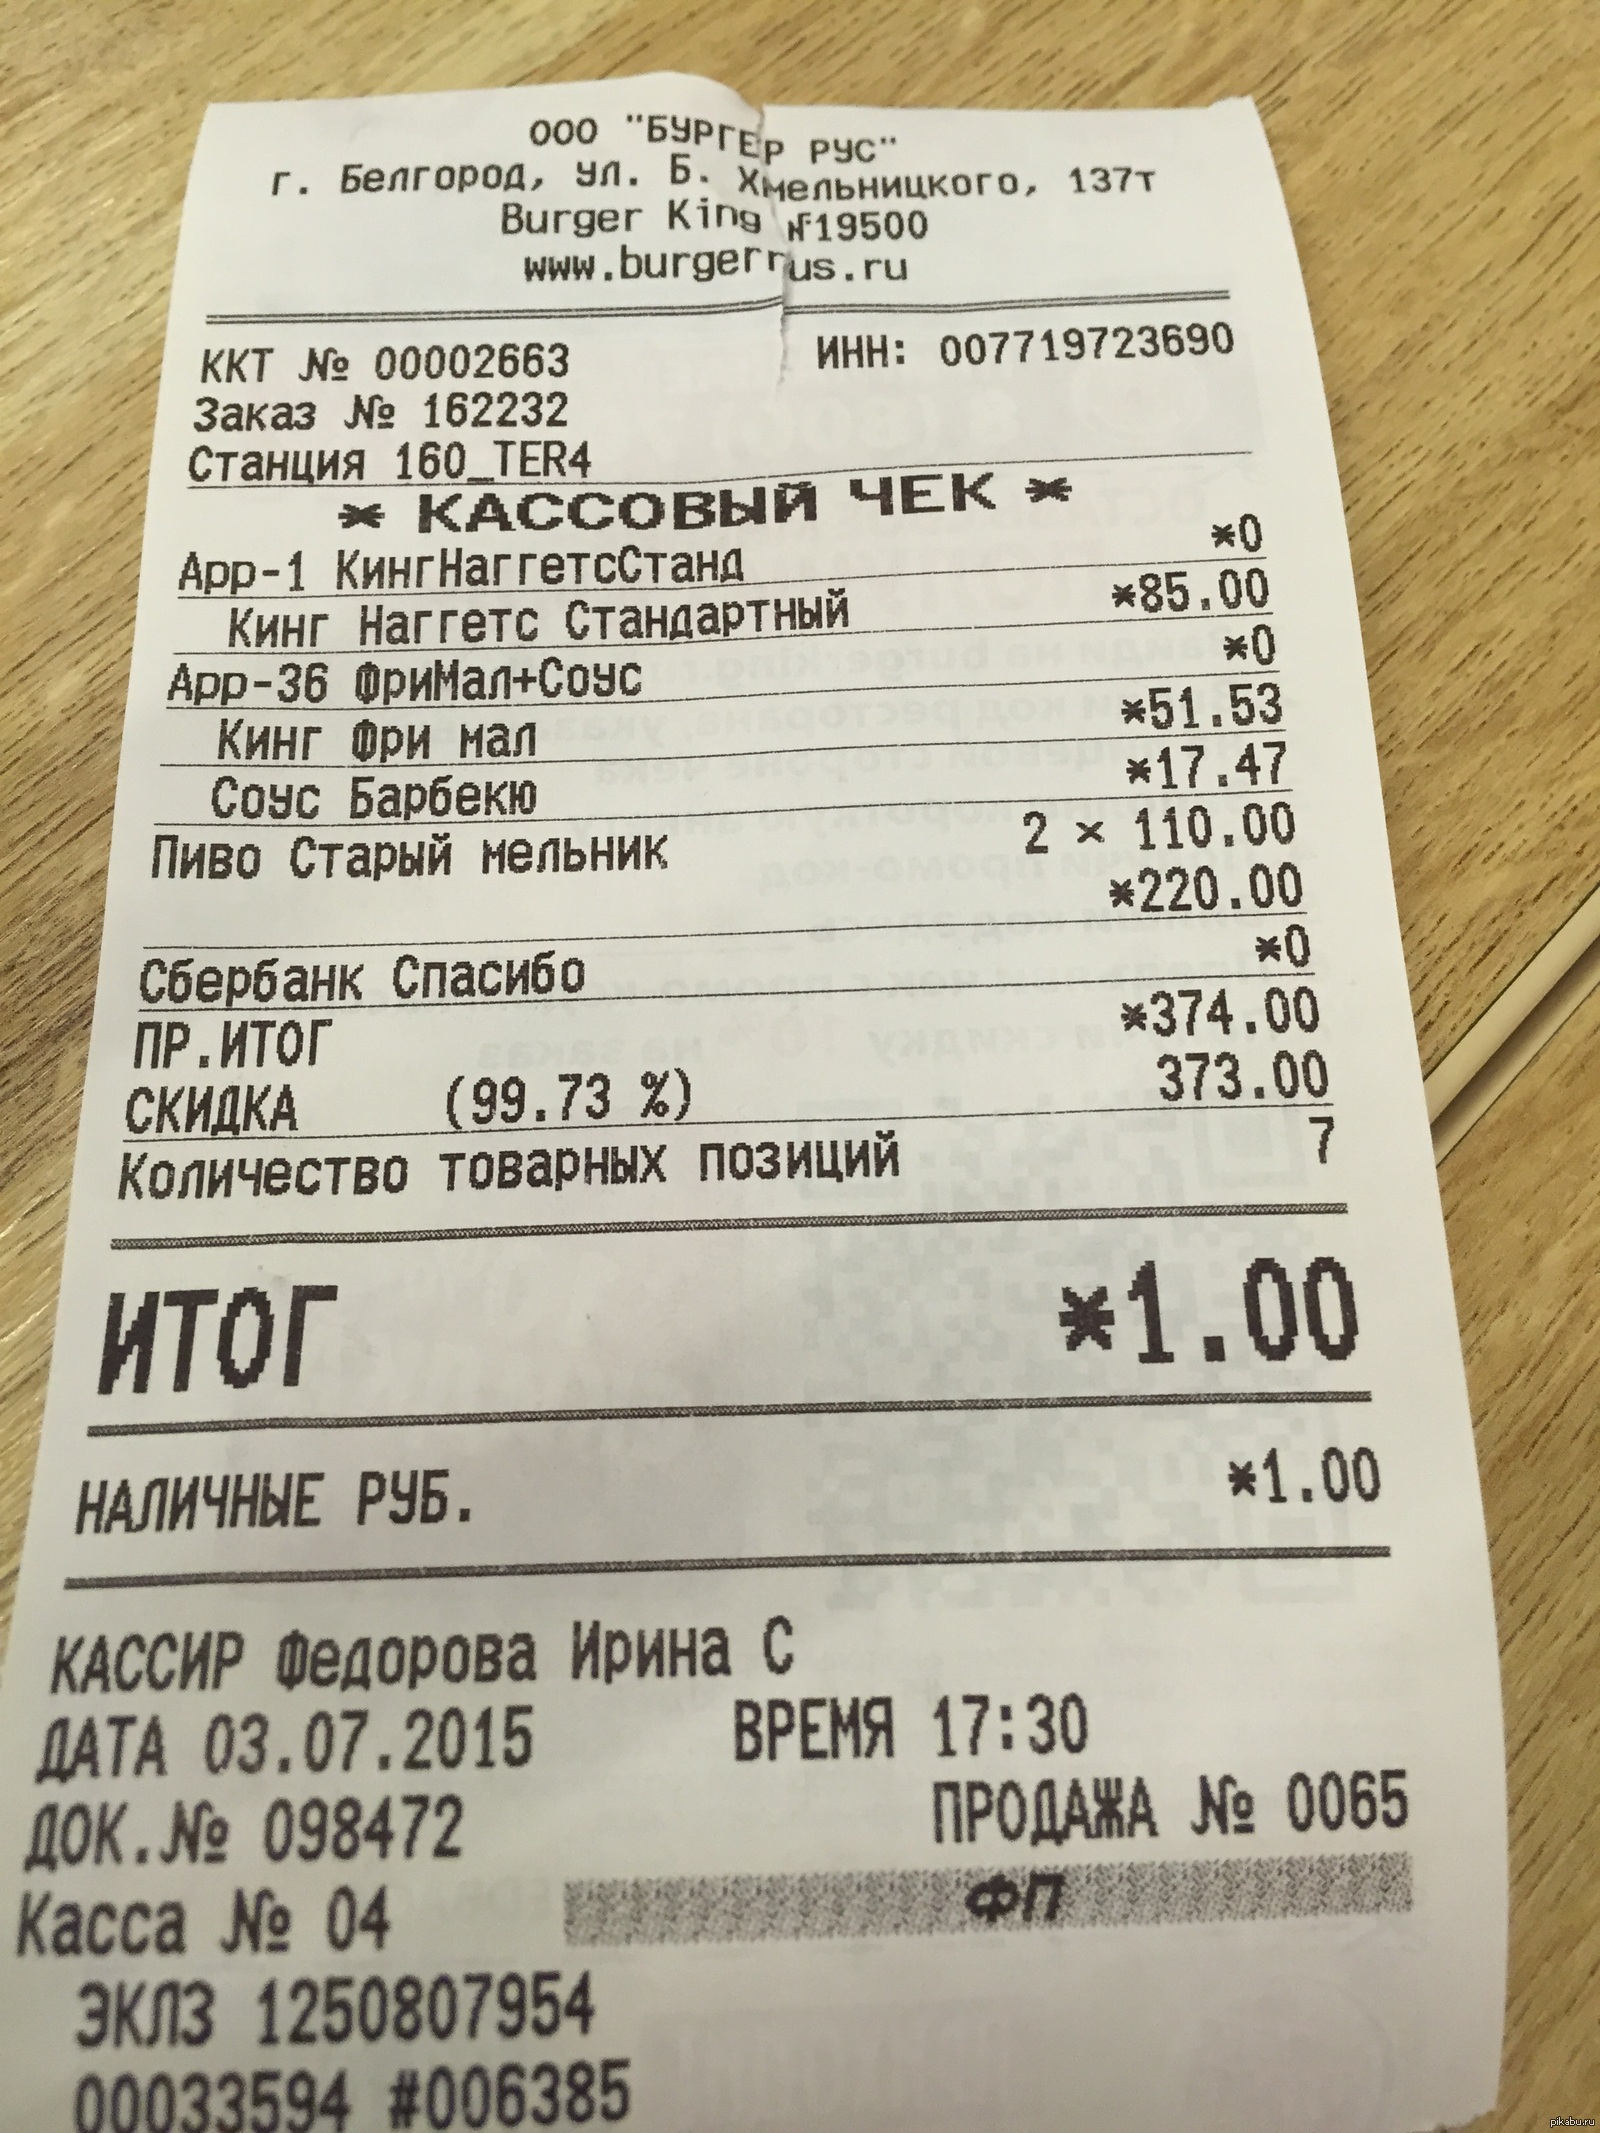 ООО "БУРГЕР РУС"
г. Белгород, ул. Б. Хмельницкого, 137т
Burger King №19500
www.burgerrus.ru
ККТ № 00002663 ИНН: 007719723690
Заказ № 162232
Станция 160_TER4
* КАССОВЫЙ ЧЕК *
App-1 КингНаггетсСтанд *0
Кинг Наггетс Стандартный *85.00
App-36 ФриМал+Соус *0
Кинг Фри мал *51.53
Соус Барбекю *17.47
Пиво Старый мельник 2 × 110.00
*220.00
Сбербанк Спасибо *0
ПР.ИТОГ *374.00
СКИДКА (99.73 %) 373.00
Количество товарных позиций 7
ИТОГ *1.00
НАЛИЧНЫЕ РУБ. *1.00
КАССИР Федорова Ирина С
ДАТА 03.07.2015 ВРЕМЯ 17:30
ДОК.№ 098472 ПРОДАЖА № 0065
Касса № 04 ФП
ЭКЛЗ 1250807954
00033594 #006385
pikabu.ru